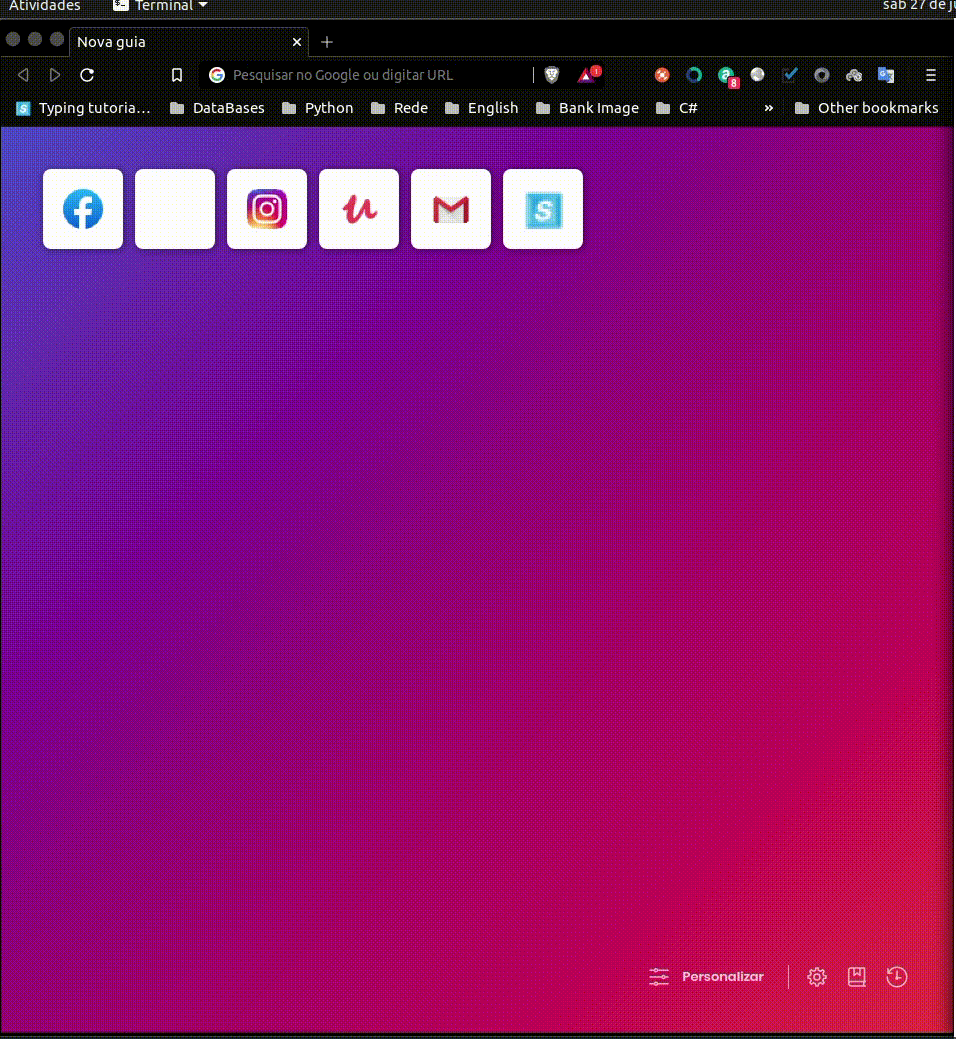 Atividades Terminal sáb 27 de
Nova guia
Pesquisar no Google ou digitar URL 1 8
S Typing tutoria... DataBases Python Rede English Bank Image C# » Other bookmarks
S
Personalizar